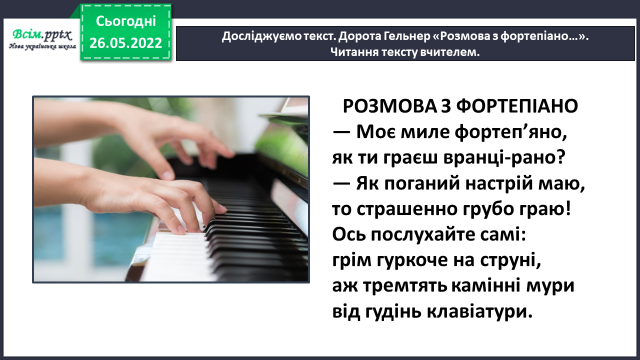 Всім.pptx
Нова українська школа
Сьогодні
26.05.2022
Досліджуємо текст. Дорота Гельнер «Розмова з фортепіано…».
Читання тексту вчителем.
РОЗМОВА З ФОРТЕПІАНО
— Моє миле фортеп’яно,
як ти граєш вранці-рано?
— Як поганий настрій маю,
то страшенно грубо граю!
Ось послухайте самі:
грім гуркоче на струні,
аж тремтять камінні мури
від гудінь клавіатури.